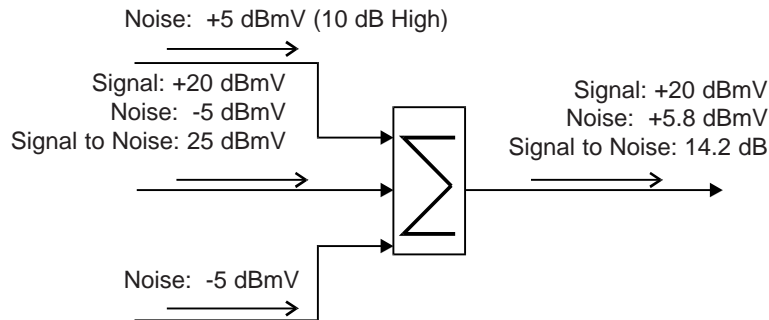 Noise: +5 dBmV (10 dB High)
Signal: +20 dBmV
Noise: -5 dBmV
Signal to Noise: 25 dBmV
Signal: +20 dBmV
Noise: +5.8 dBmV
Signal to Noise: 14.2 dB
Noise: -5 dBmV